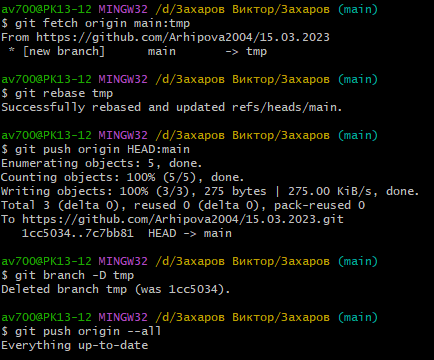 av700@PK13-12 MINGW32 /d/Захаров Виктор/Захаров (main)
$ git fetch origin main:tmp
From https://github.com/Arhipova2004/15.03.2023
 * [new branch]      main       -> tmp
av700@PK13-12 MINGW32 /d/Захаров Виктор/Захаров (main)
$ git rebase tmp
Successfully rebased and updated refs/heads/main.
av700@PK13-12 MINGW32 /d/Захаров Виктор/Захаров (main)
$ git push origin HEAD:main
Enumerating objects: 5, done.
Counting objects: 100% (5/5), done.
Writing objects: 100% (3/3), 275 bytes | 275.00 KiB/s, done.
Total 3 (delta 0), reused 0 (delta 0), pack-reused 0
To https://github.com/Arhipova2004/15.03.2023.git
   1cc5034..7c7bb81  HEAD -> main
av700@PK13-12 MINGW32 /d/Захаров Виктор/Захаров (main)
$ git branch -D tmp
Deleted branch tmp (was 1cc5034).
av700@PK13-12 MINGW32 /d/Захаров Виктор/Захаров (main)
$ git push origin --all
Everything up-to-date